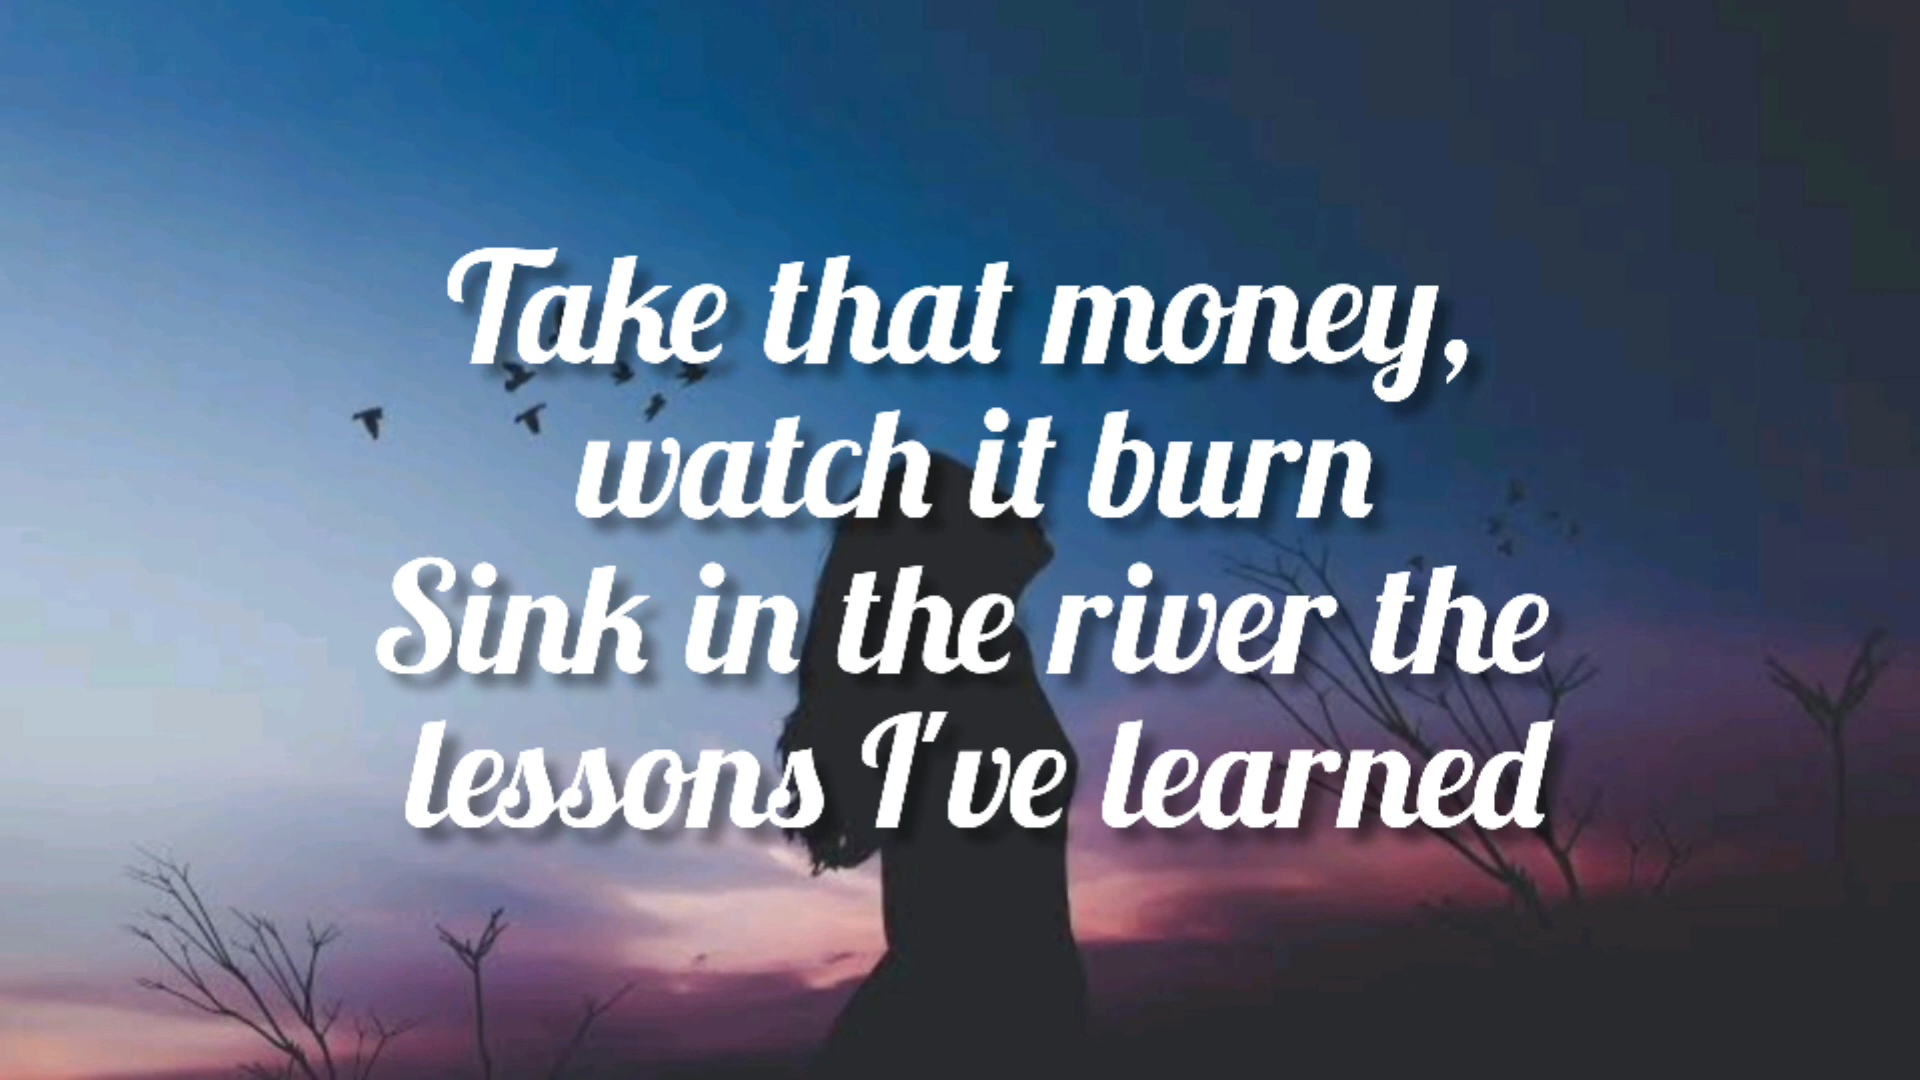 Take that money,
watch it burn
Sink in the river the
lessons I've learned